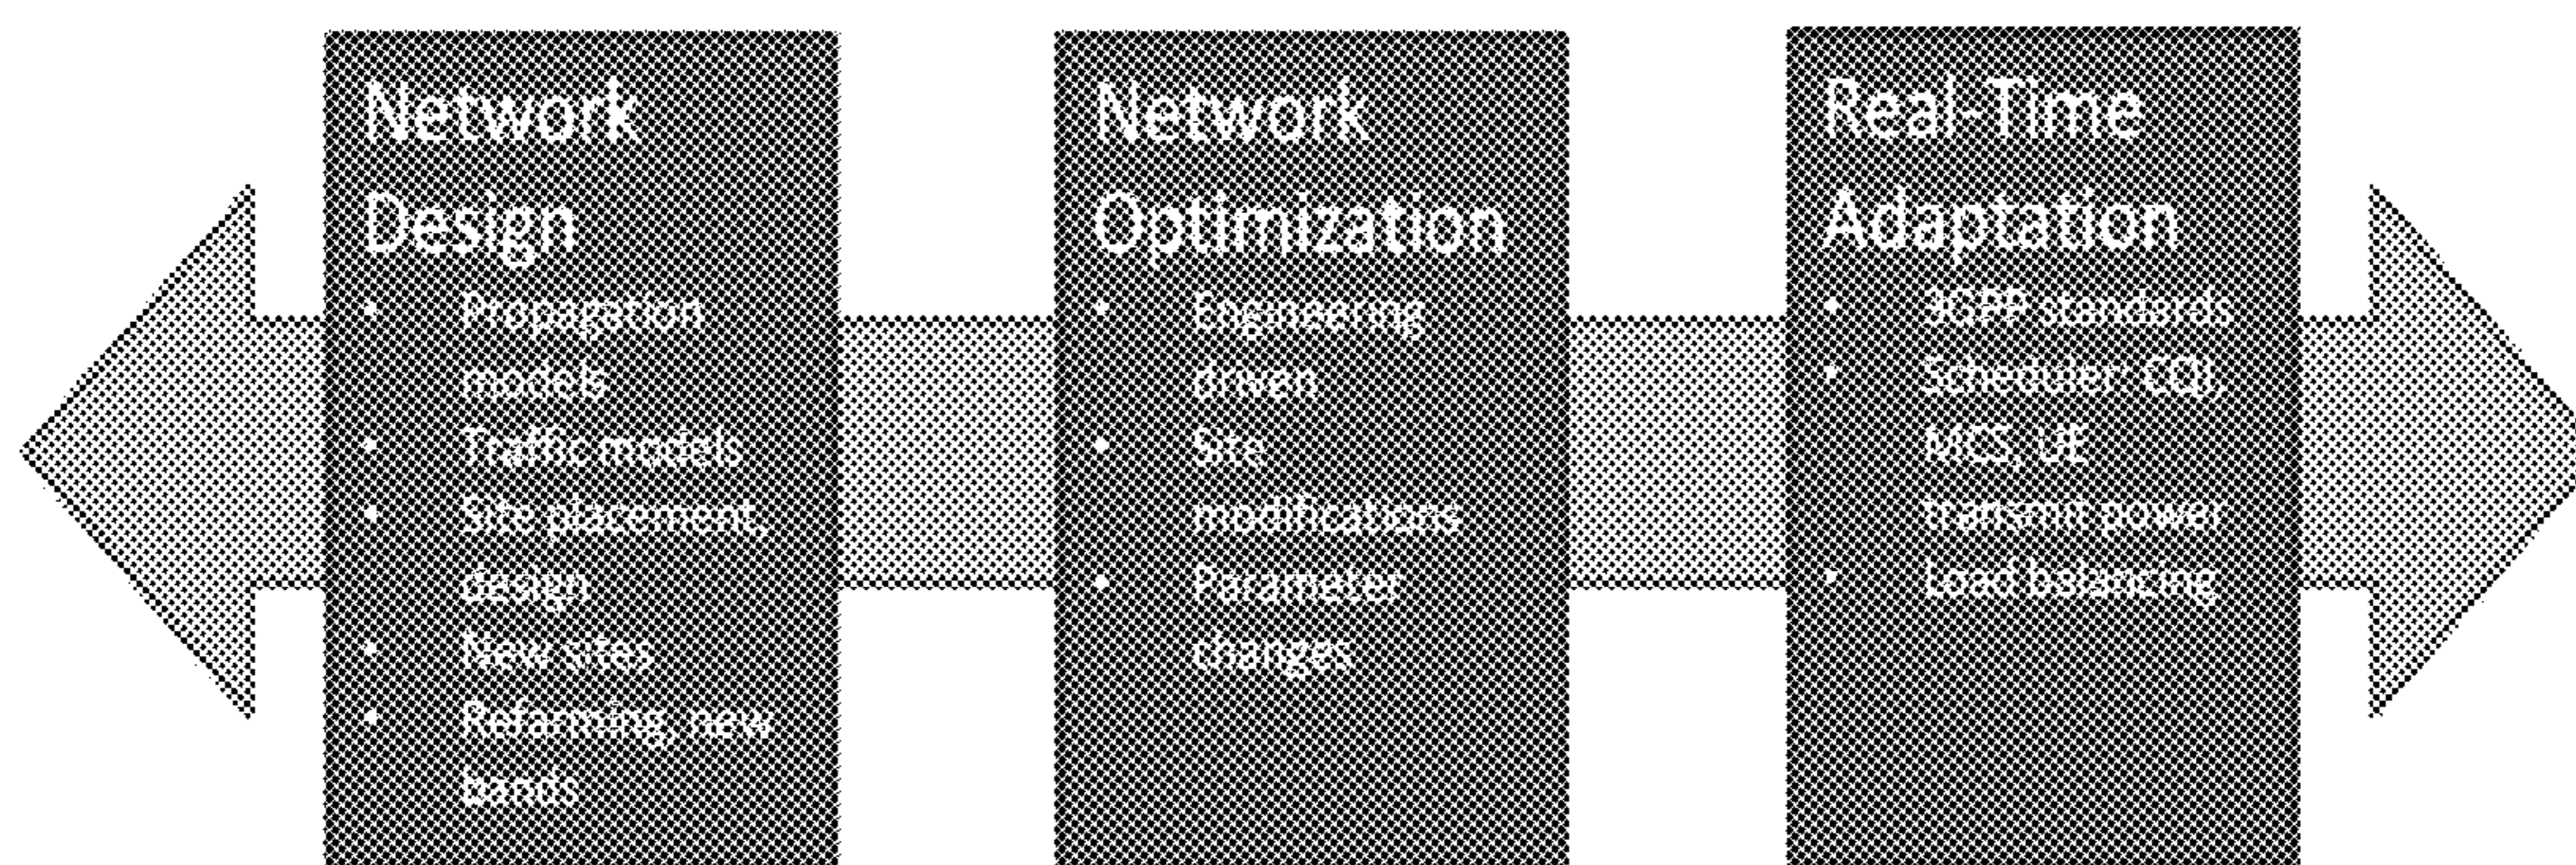 Network
Design
• Propagation
models
• Traffic models
• Site placement,
design
• New sites
• Refarming, new
bands
Network
Optimization
• Engineering
driven
• Site
modifications
• Parameter
changes
Real-Time
Adaptation
• 3GPP standards
• Scheduler: CQI,
MCS, UE
transmit power
• Load balancing